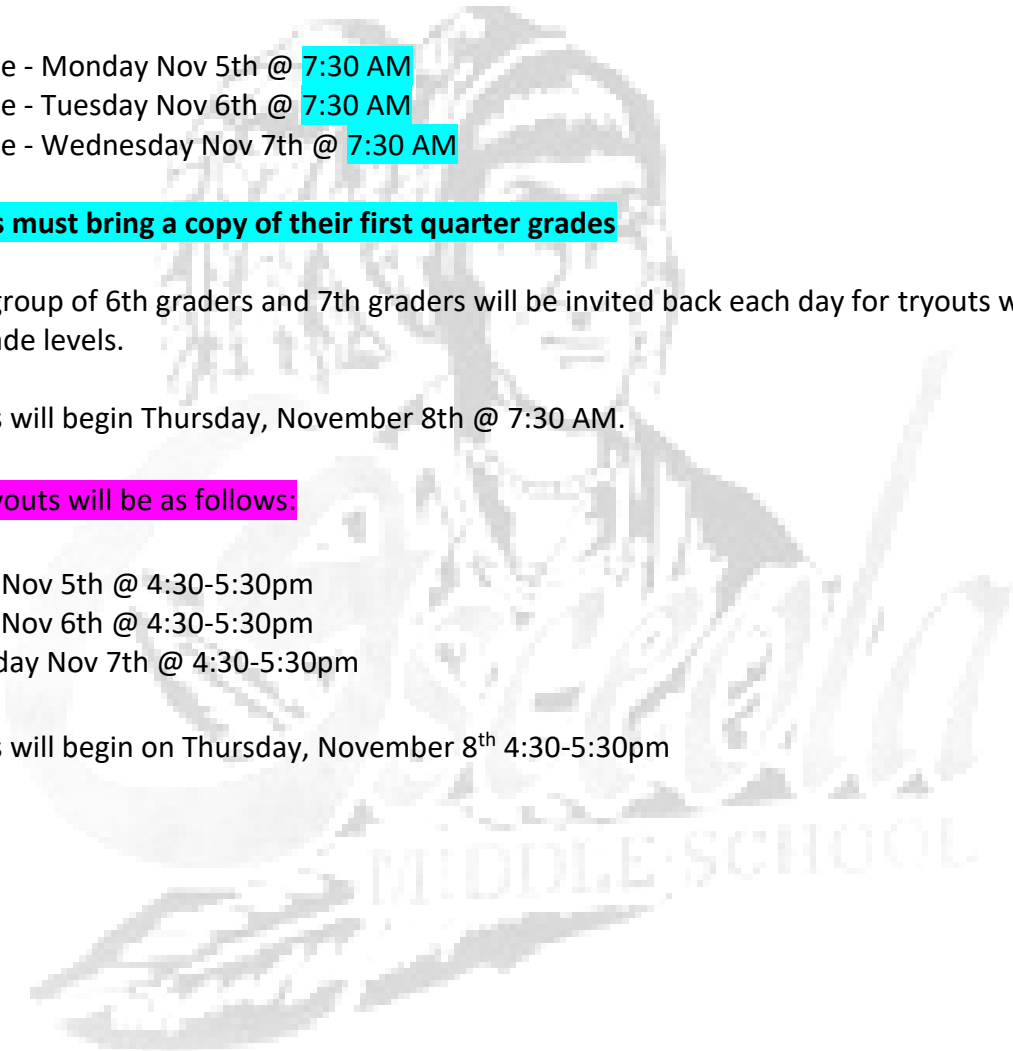 e - Monday Nov 5th @ 7:30 AM
e - Tuesday Nov 6th @ 7:30 AM
e - Wednesday Nov 7th @ 7:30 AM
s must bring a copy of their first quarter grades
group of 6th graders and 7th graders will be invited back each day for tryouts w
de levels.
s will begin Thursday, November 8th @ 7:30 AM.
youts will be as follows:
Nov 5th @ 4:30-5:30pm
Nov 6th @ 4:30-5:30pm
day Nov 7th @ 4:30-5:30pm
s will begin on Thursday, November 8th 4:30-5:30pm
Osceola
MIDDLE SCHOOL